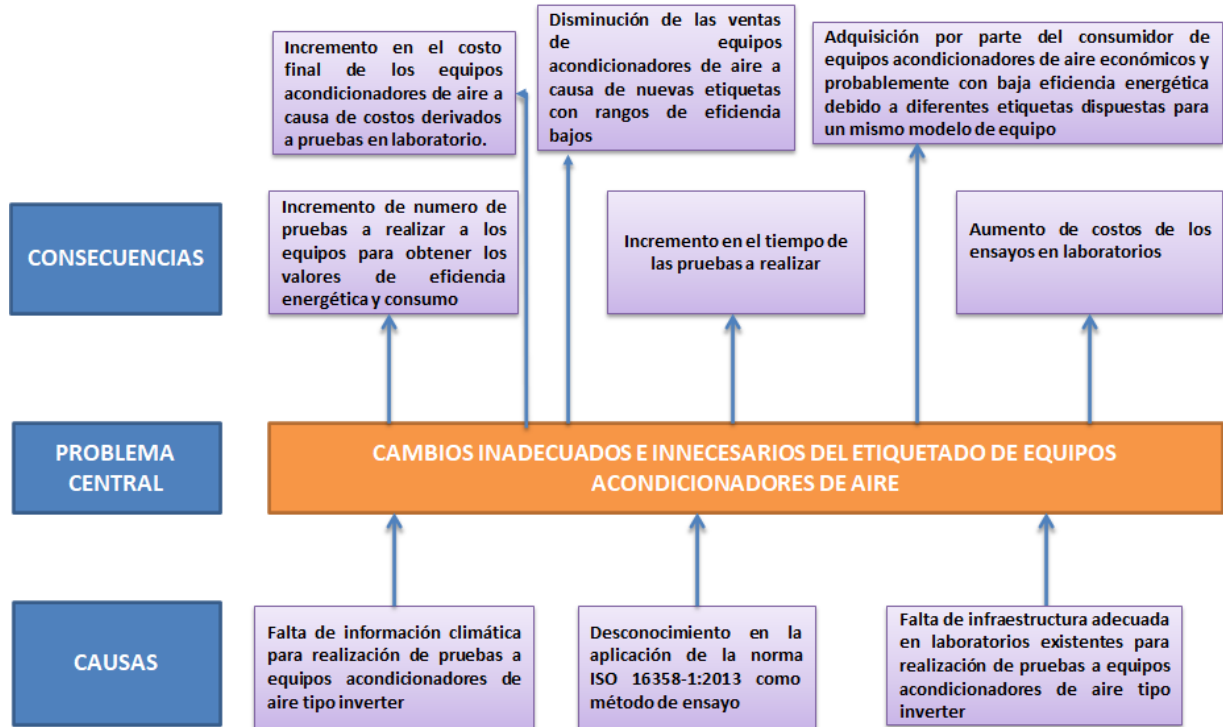 Incremento en el costo
final de los equipos
acondicionadores de aire a
causa de costos derivados
a pruebas en laboratorio.
Disminución de las ventas
de equipos
acondicionadores de aire a
causa de nuevas etiquetas
con rangos de eficiencia
bajos
Adquisición por parte del consumidor de
equipos acondicionadores de aire económicos y
probablemente con baja eficiencia energética
debido a diferentes etiquetas dispuestas para
un mismo modelo de equipo
CONSECUENCIAS
Incremento de numero de
pruebas a realizar a los
equipos para obtener los
valores de eficiencia
energética y consumo
Incremento en el tiempo de
las pruebas a realizar
Aumento de costos de los
ensayos en laboratorios
PROBLEMA
CENTRAL
CAMBIOS INADECUADOS E INNECESARIOS DEL ETIQUETADO DE EQUIPOS
ACONDICIONADORES DE AIRE
CAUSAS
Falta de información climática
para realización de pruebas a
equipos acondicionadores de
aire tipo inverter
Desconocimiento en la
aplicación de la norma
ISO 16358-1:2013 como
método de ensayo
Falta de infraestructura adecuada
en laboratorios existentes para
realización de pruebas a equipos
acondicionadores de aire tipo
inverter